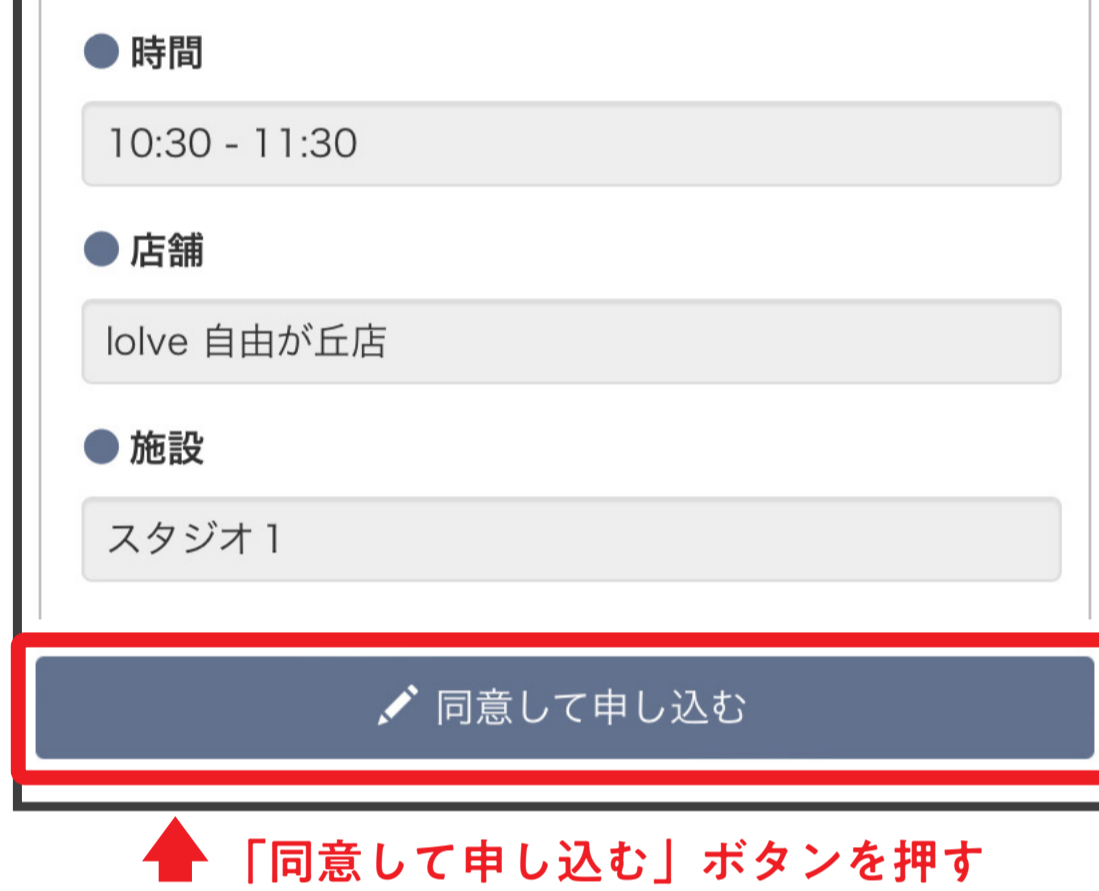 時間
10:30 - 11:30
店舗
lolve 自由が丘店
施設
スタジオ1
同意して申し込む
「同意して申し込む」ボタンを押す